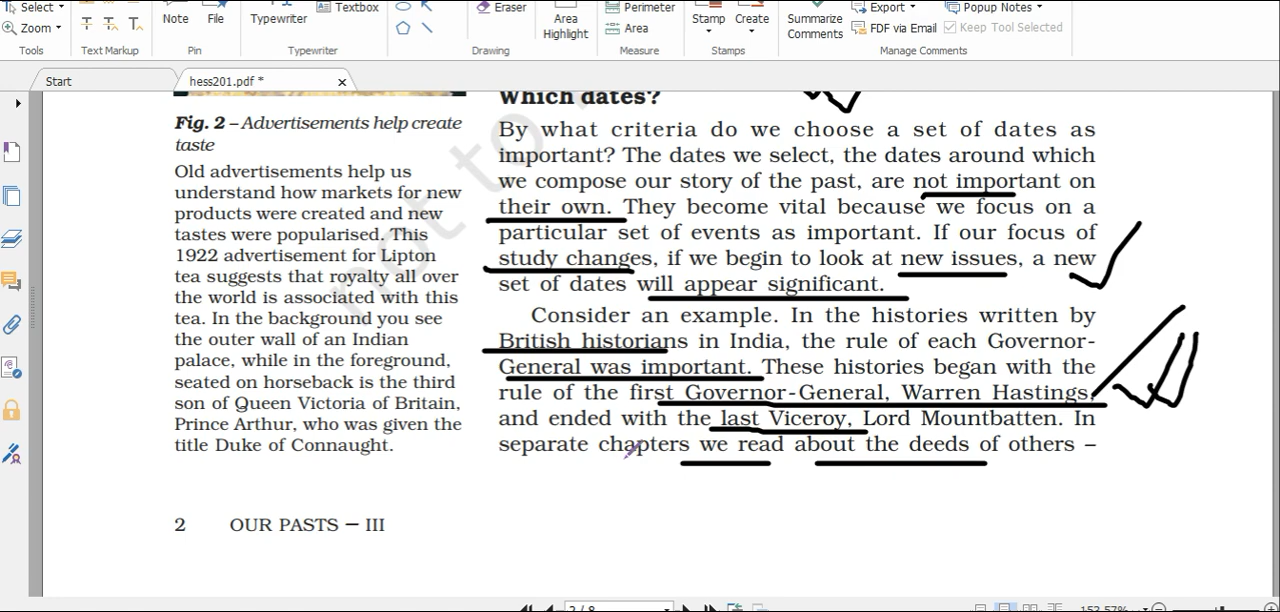 Select
Note
File
Typewriter
Textbox
Eraser
Area
Highlight
Perimeter
Area
Stamp
Create
Summarize
Comments
Export
Popup Notes
Zoom
FDF via Email
Keep Tool Selected
Tools
Text Markup
Pin
Typewriter
Drawing
Measure
Stamps
Manage Comments
Start
hess201.pdf *
Fig. 2 – Advertisements help create
taste
Old advertisements help us
understand how markets for new
products were created and new
tastes were popularised. This
1922 advertisement for Lipton
tea suggests that royalty all over
the world is associated with this
tea. In the background you see
the outer wall of an Indian
palace, while in the foreground,
seated on horseback is the third
son of Queen Victoria of Britain,
Prince Arthur, who was given the
title Duke of Connaught.
Which dates?
By what criteria do we choose a set of dates as
important? The dates we select, the dates around which
we compose our story of the past, are not important on
their own. They become vital because we focus on a
particular set of events as important. If our focus of
study changes, if we begin to look at new issues, a new
set of dates will appear significant.
Consider an example. In the histories written by
British historians in India, the rule of each Governor-
General was important. These histories began with the
rule of the first Governor-General, Warren Hastings,
and ended with the last Viceroy, Lord Mountbatten. In
separate chapters we read about the deeds of others –
not to
2 OUR PASTS – III
2 / 8
153.57%